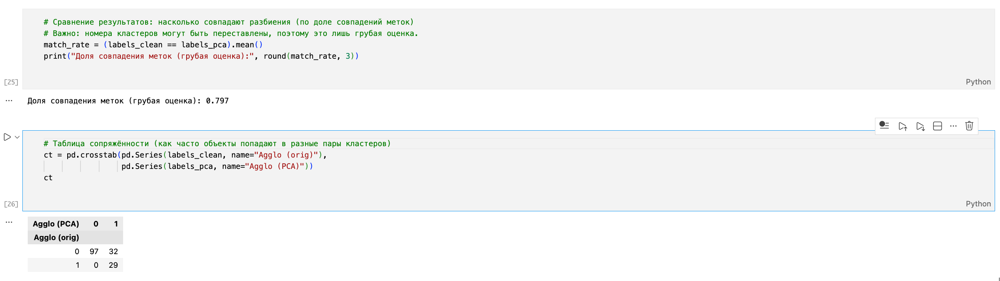 # Сравнение результатов: насколько совпадают разбиения (по доле совпадений меток)
# Важно: номера кластеров могут быть переставлены, поэтому это лишь грубая оценка.
match_rate = (labels_clean == labels_pca).mean()
print("Доля совпадения меток (грубая оценка):", round(match_rate, 3))
[25]
Python
... Доля совпадения меток (грубая оценка): 0.797
...
# Таблица сопряжённости (как часто объекты попадают в разные пары кластеров)
ct = pd.crosstab(pd.Series(labels_clean, name="Agglo (orig)"),
pd.Series(labels_pca, name="Agglo (PCA)"))
ct
[26]
Python
... Agglo (PCA) 0 1
Agglo (orig)
0 97 32
1 0 29